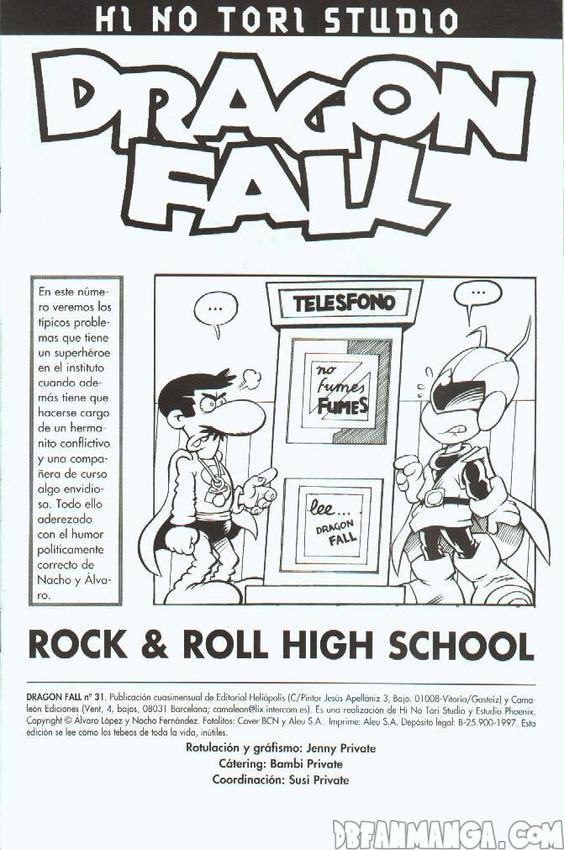 HI NO TORI STUDIO
DRAGON
FALL
En este núme-
ro veremos los
típicos proble-
mas que tiene
un superhéroe
en el instituto
cuando ade-
más tiene que
hacerse cargo
de un herma-
nito conflictivo
y una compa-
ñera de curso
algo envidio-
sa. Todo ello
aderezado
con el humor
políticamente
correcto de
Nacho y Álva-
ro.
...
TELESFONO
...
no
fumes
FUMES
lee...
DRAGON
FALL
ROCK & ROLL HIGH SCHOOL
DRAGON FALL nº 31. Publicación cuasimensual de Editorial Heliópolis (C/Pintor Jesús Apellániz 3, Bajo. 01008-Vitoria/Gasteiz) y Cama-
león Ediciones (Vent, 4, bajos, 08031 Barcelona; camaleon@lix.intercom.es). Es una realización de Hi No Tori Studio y Estudio Phoenix.
Copyright © Álvaro López y Nacho Fernández. Fotolitos: Cover BCN y Aleu S.A.. Imprime: Aleu S.A. Depósito legal: B-25.900-1997. Esta
edición se lee como los tebeos de toda la vida, inútiles.
Rotulación y gráfismo: Jenny Private
Cátering: Bambi Private
Coordinación: Susi Private
DBFANMANGA.COM